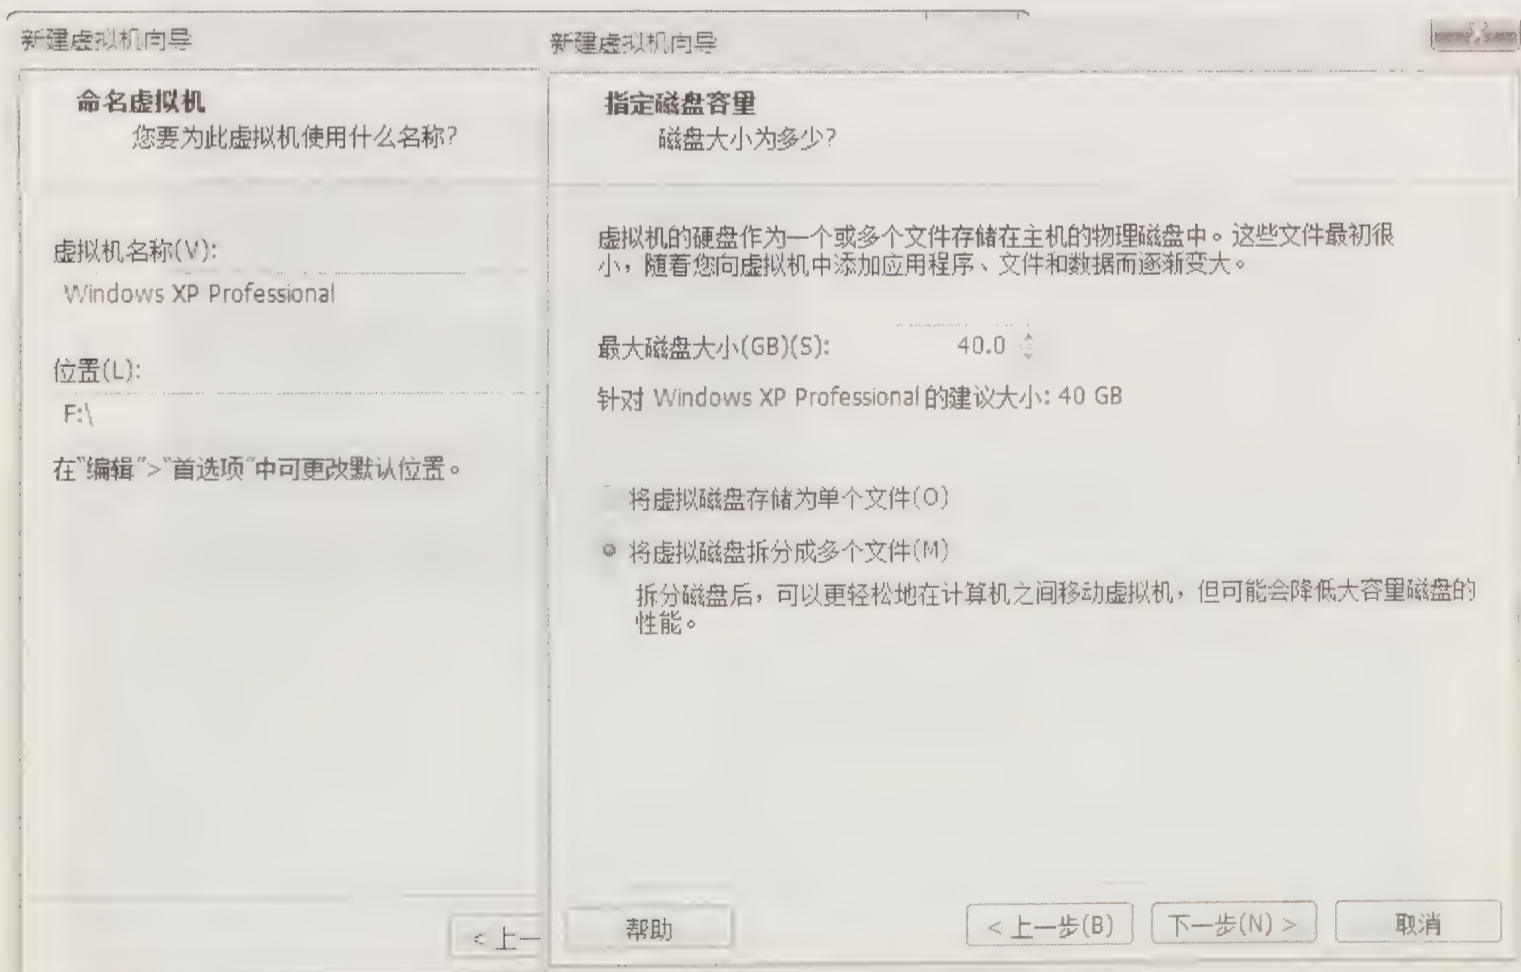 新建虚拟机向导
命名虚拟机
您要为此虚拟机使用什么名称?
虚拟机名称(V):
Windows XP Professional
位置(L):
F:\
在"编辑">"首选项"中可更改默认位置。
<上一
新建虚拟机向导
指定磁盘容量
磁盘大小为多少?
虚拟机的硬盘作为一个或多个文件存储在主机的物理磁盘中。这些文件最初很
小,随着您向虚拟机中添加应用程序、文件和数据而逐渐变大。
最大磁盘大小(GB)(S): 40.0
针对 Windows XP Professional 的建议大小: 40 GB
将虚拟磁盘存储为单个文件(O)
将虚拟磁盘拆分成多个文件(M)
拆分磁盘后,可以更轻松地在计算机之间移动虚拟机,但可能会降低大容量磁盘的
性能。
帮助 <上一步(B) 下一步(N)> 取消